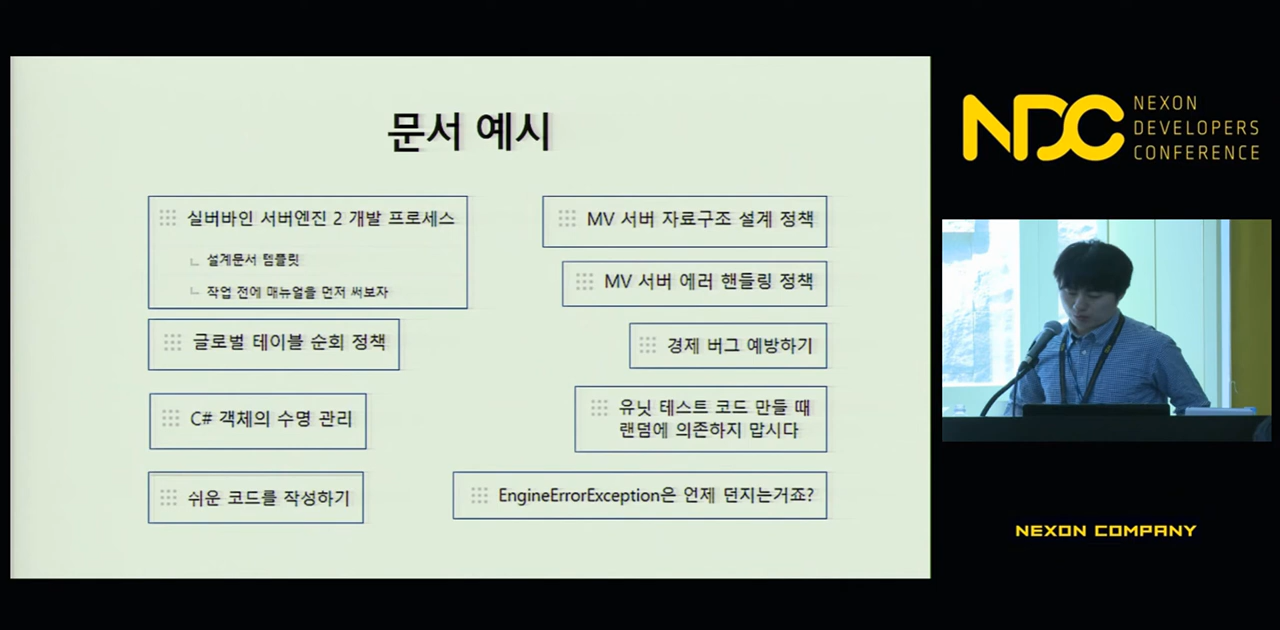 문서 예시
실버바인 서버엔진 2 개발 프로세스
설계문서 템플릿
작업 전에 매뉴얼을 먼저 써보자
글로벌 테이블 순회 정책
C# 객체의 수명 관리
쉬운 코드를 작성하기
MV 서버 자료구조 설계 정책
MV 서버 에러 핸들링 정책
경제 버그 예방하기
유닛 테스트 코드 만들 때
랜덤에 의존하지 맙시다
EngineErrorException은 언제 던지는거죠?
NDC
NEXON
DEVELOPERS
CONFERENCE
NEXON COMPANY